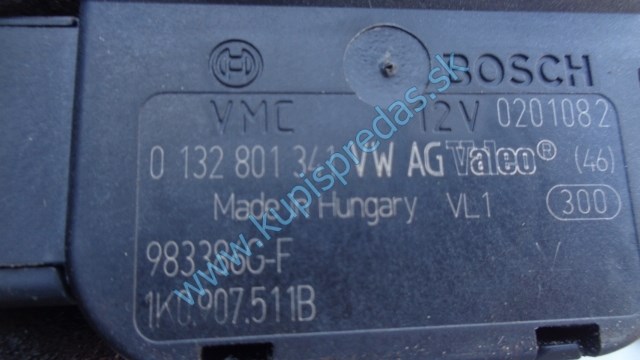 BOSCH
VMC 12V 0201082
0 132 801 341 VW AG Valeo® (46)
Made in Hungary VL1 300
983386G-F V
1K0.907.511B
www.kupispredas.sk